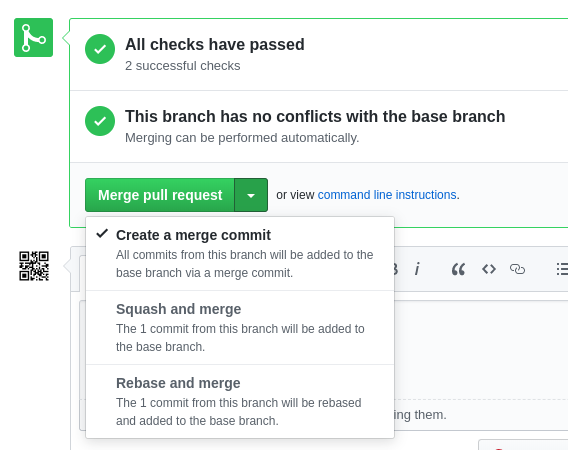 All checks have passed
2 successful checks
This branch has no conflicts with the base branch
Merging can be performed automatically.
Merge pull request
or view command line instructions.
Create a merge commit
All commits from this branch will be added to the
base branch via a merge commit.
Squash and merge
The 1 commit from this branch will be added to
the base branch.
Rebase and merge
The 1 commit from this branch will be rebased
and added to the base branch.
them.